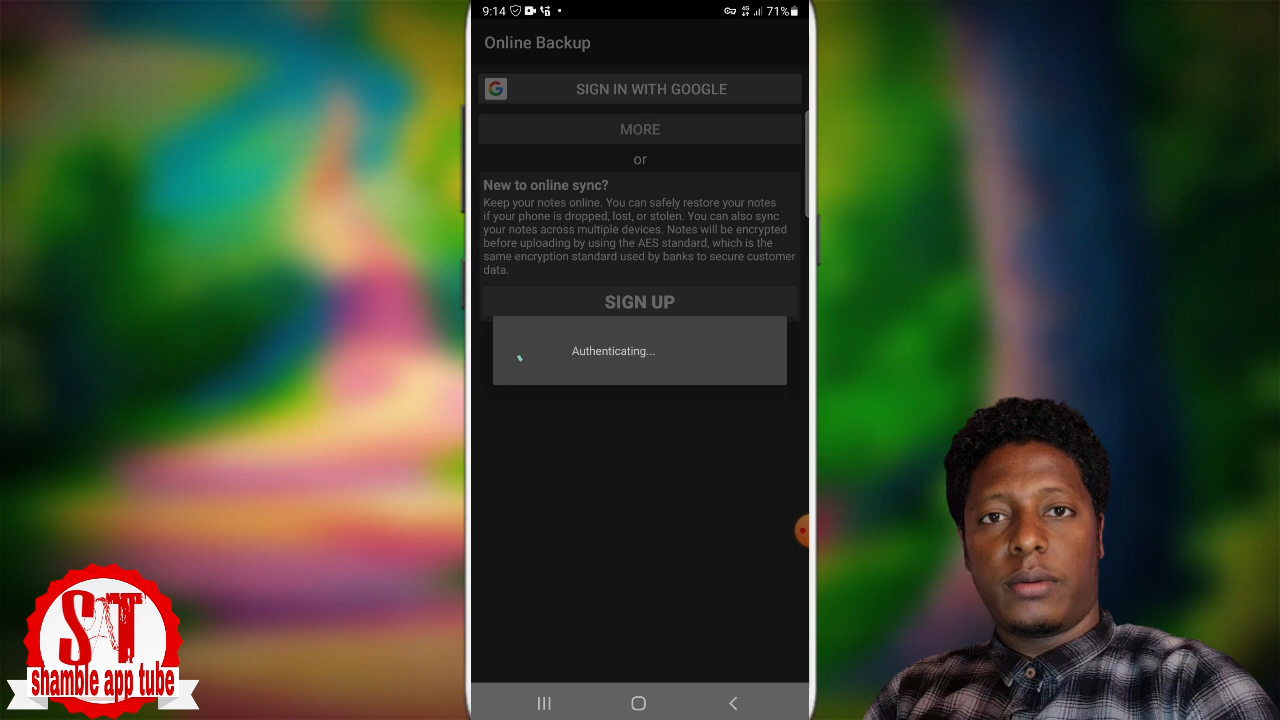 9:14
71%
Online Backup
SIGN IN WITH GOOGLE
MORE
or
New to online sync?
Keep your notes online. You can safely restore your notes
if your phone is dropped, lost, or stolen. You can also sync
your notes across multiple devices. Notes will be encrypted
before uploading by using the AES standard, which is the
same encryption standard used by banks to secure customer
data.
SIGN UP
Authenticating...
SAT
shamble app tube